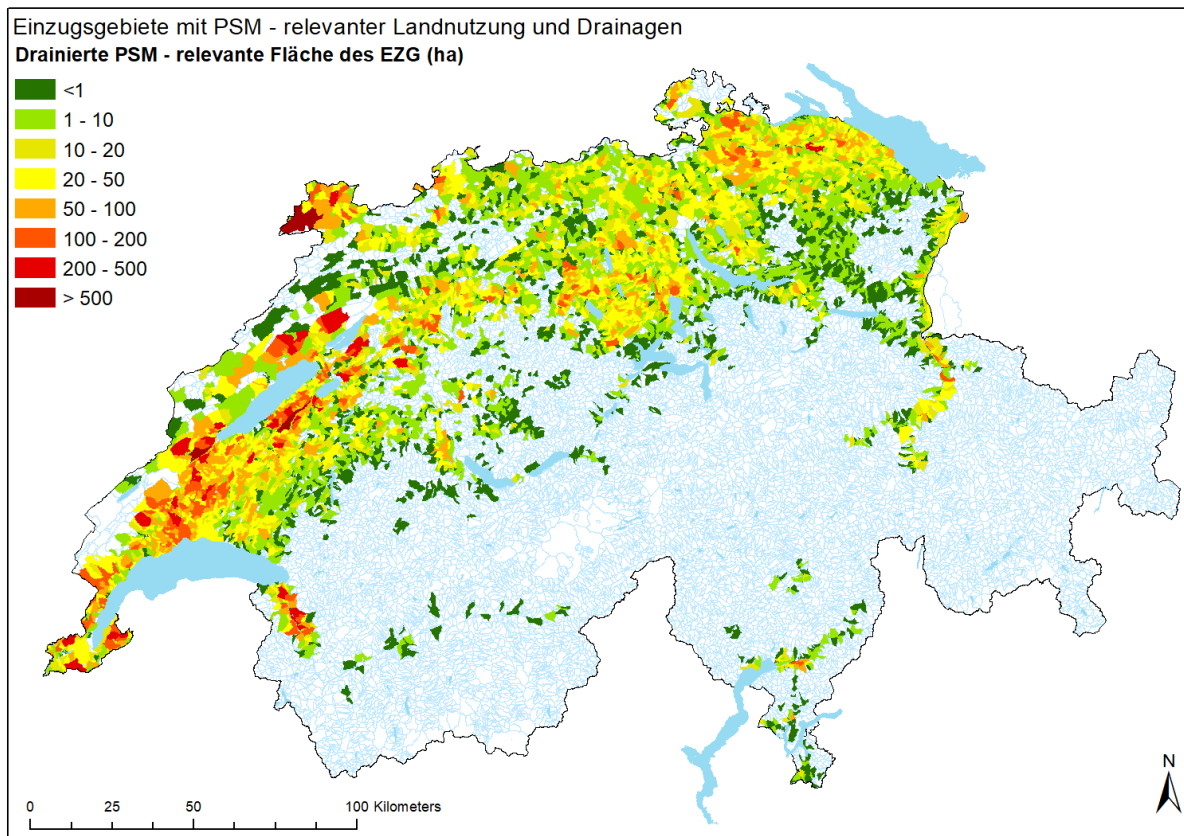 Einzugsgebiete mit PSM - relevanter Landnutzung und Drainagen
Drainierte PSM - relevante Fläche des EZG (ha)
<1
1 - 10
10 - 20
20 - 50
50 - 100
100 - 200
200 - 500
> 500
N
0 25 50 100 Kilometers